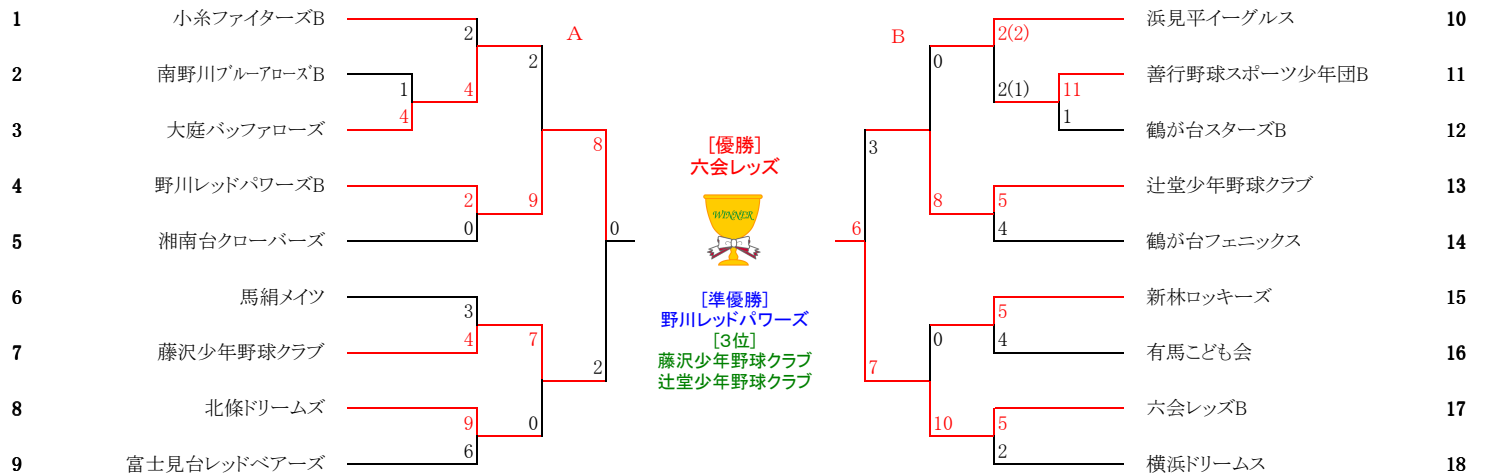 1 小糸ファイターズB
2
A
2
2 南野川ブルーアローズB
1
4
4
3 大庭バッファローズ
8
4 野川レッドパワーズB
2
9
0
5 湘南台クローバーズ
0
6 馬絹メイツ
3
4
7
7 藤沢少年野球クラブ
2
8 北條ドリームズ
9
0
6
9 富士見台レッドベアーズ
[優勝]
六会レッズ
WINNER
[準優勝]
野川レッドパワーズ
[3位]
藤沢少年野球クラブ
辻堂少年野球クラブ
浜見平イーグルス 10
B
2(2)
0
善行野球スポーツ少年団B 11
2(1)
11
1
鶴が台スターズB 12
3
辻堂少年野球クラブ 13
8
5
6
4
鶴が台フェニックス 14
新林ロッキーズ 15
5
0
4
有馬こども会 16
7
六会レッズB 17
10
5
2
横浜ドリームス 18